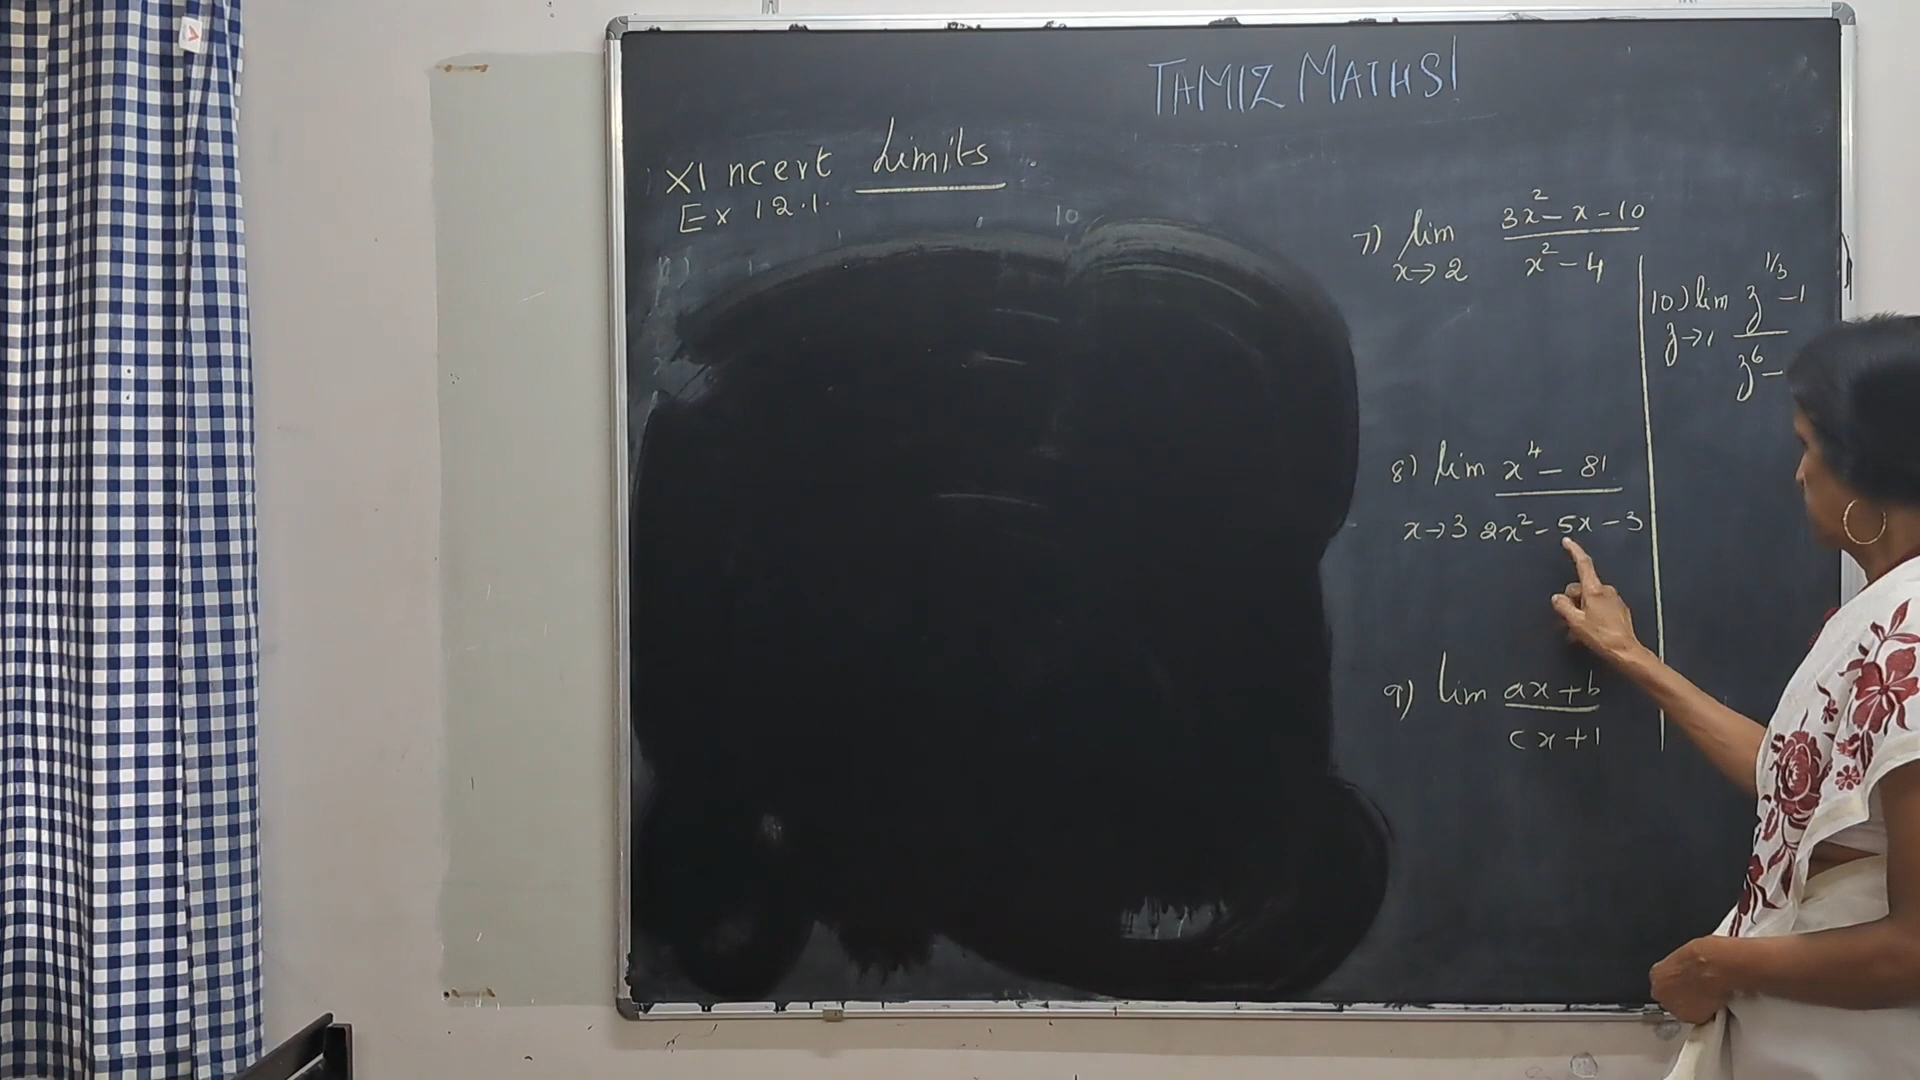 TAMIZ MATHS!
XI ncert Limits
Ex 12.1.
10
7) lim 3x² - x - 10
x→2 x² - 4
8) lim x⁴ - 81
x→3 2x² - 5x - 3
9) lim ax + b
cx + 1
10) lim z^1/3 - 1
z→1 z⁶ -